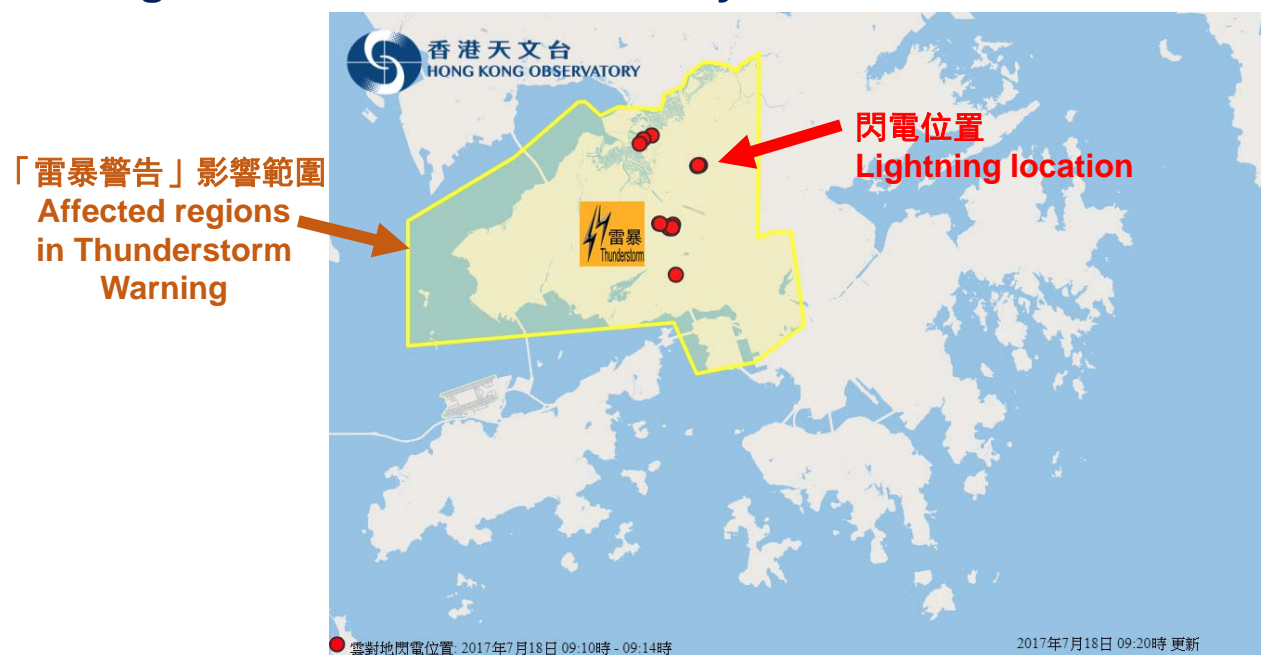 香港天文台
HONG KONG OBSERVATORY
閃電位置
Lightning location
「雷暴警告」影響範圍
Affected regions
in Thunderstorm
Warning
雷暴
Thunderstorm
雲對地閃電位置: 2017年7月18日 09:10時 - 09:14時
2017年7月18日 09:20時 更新